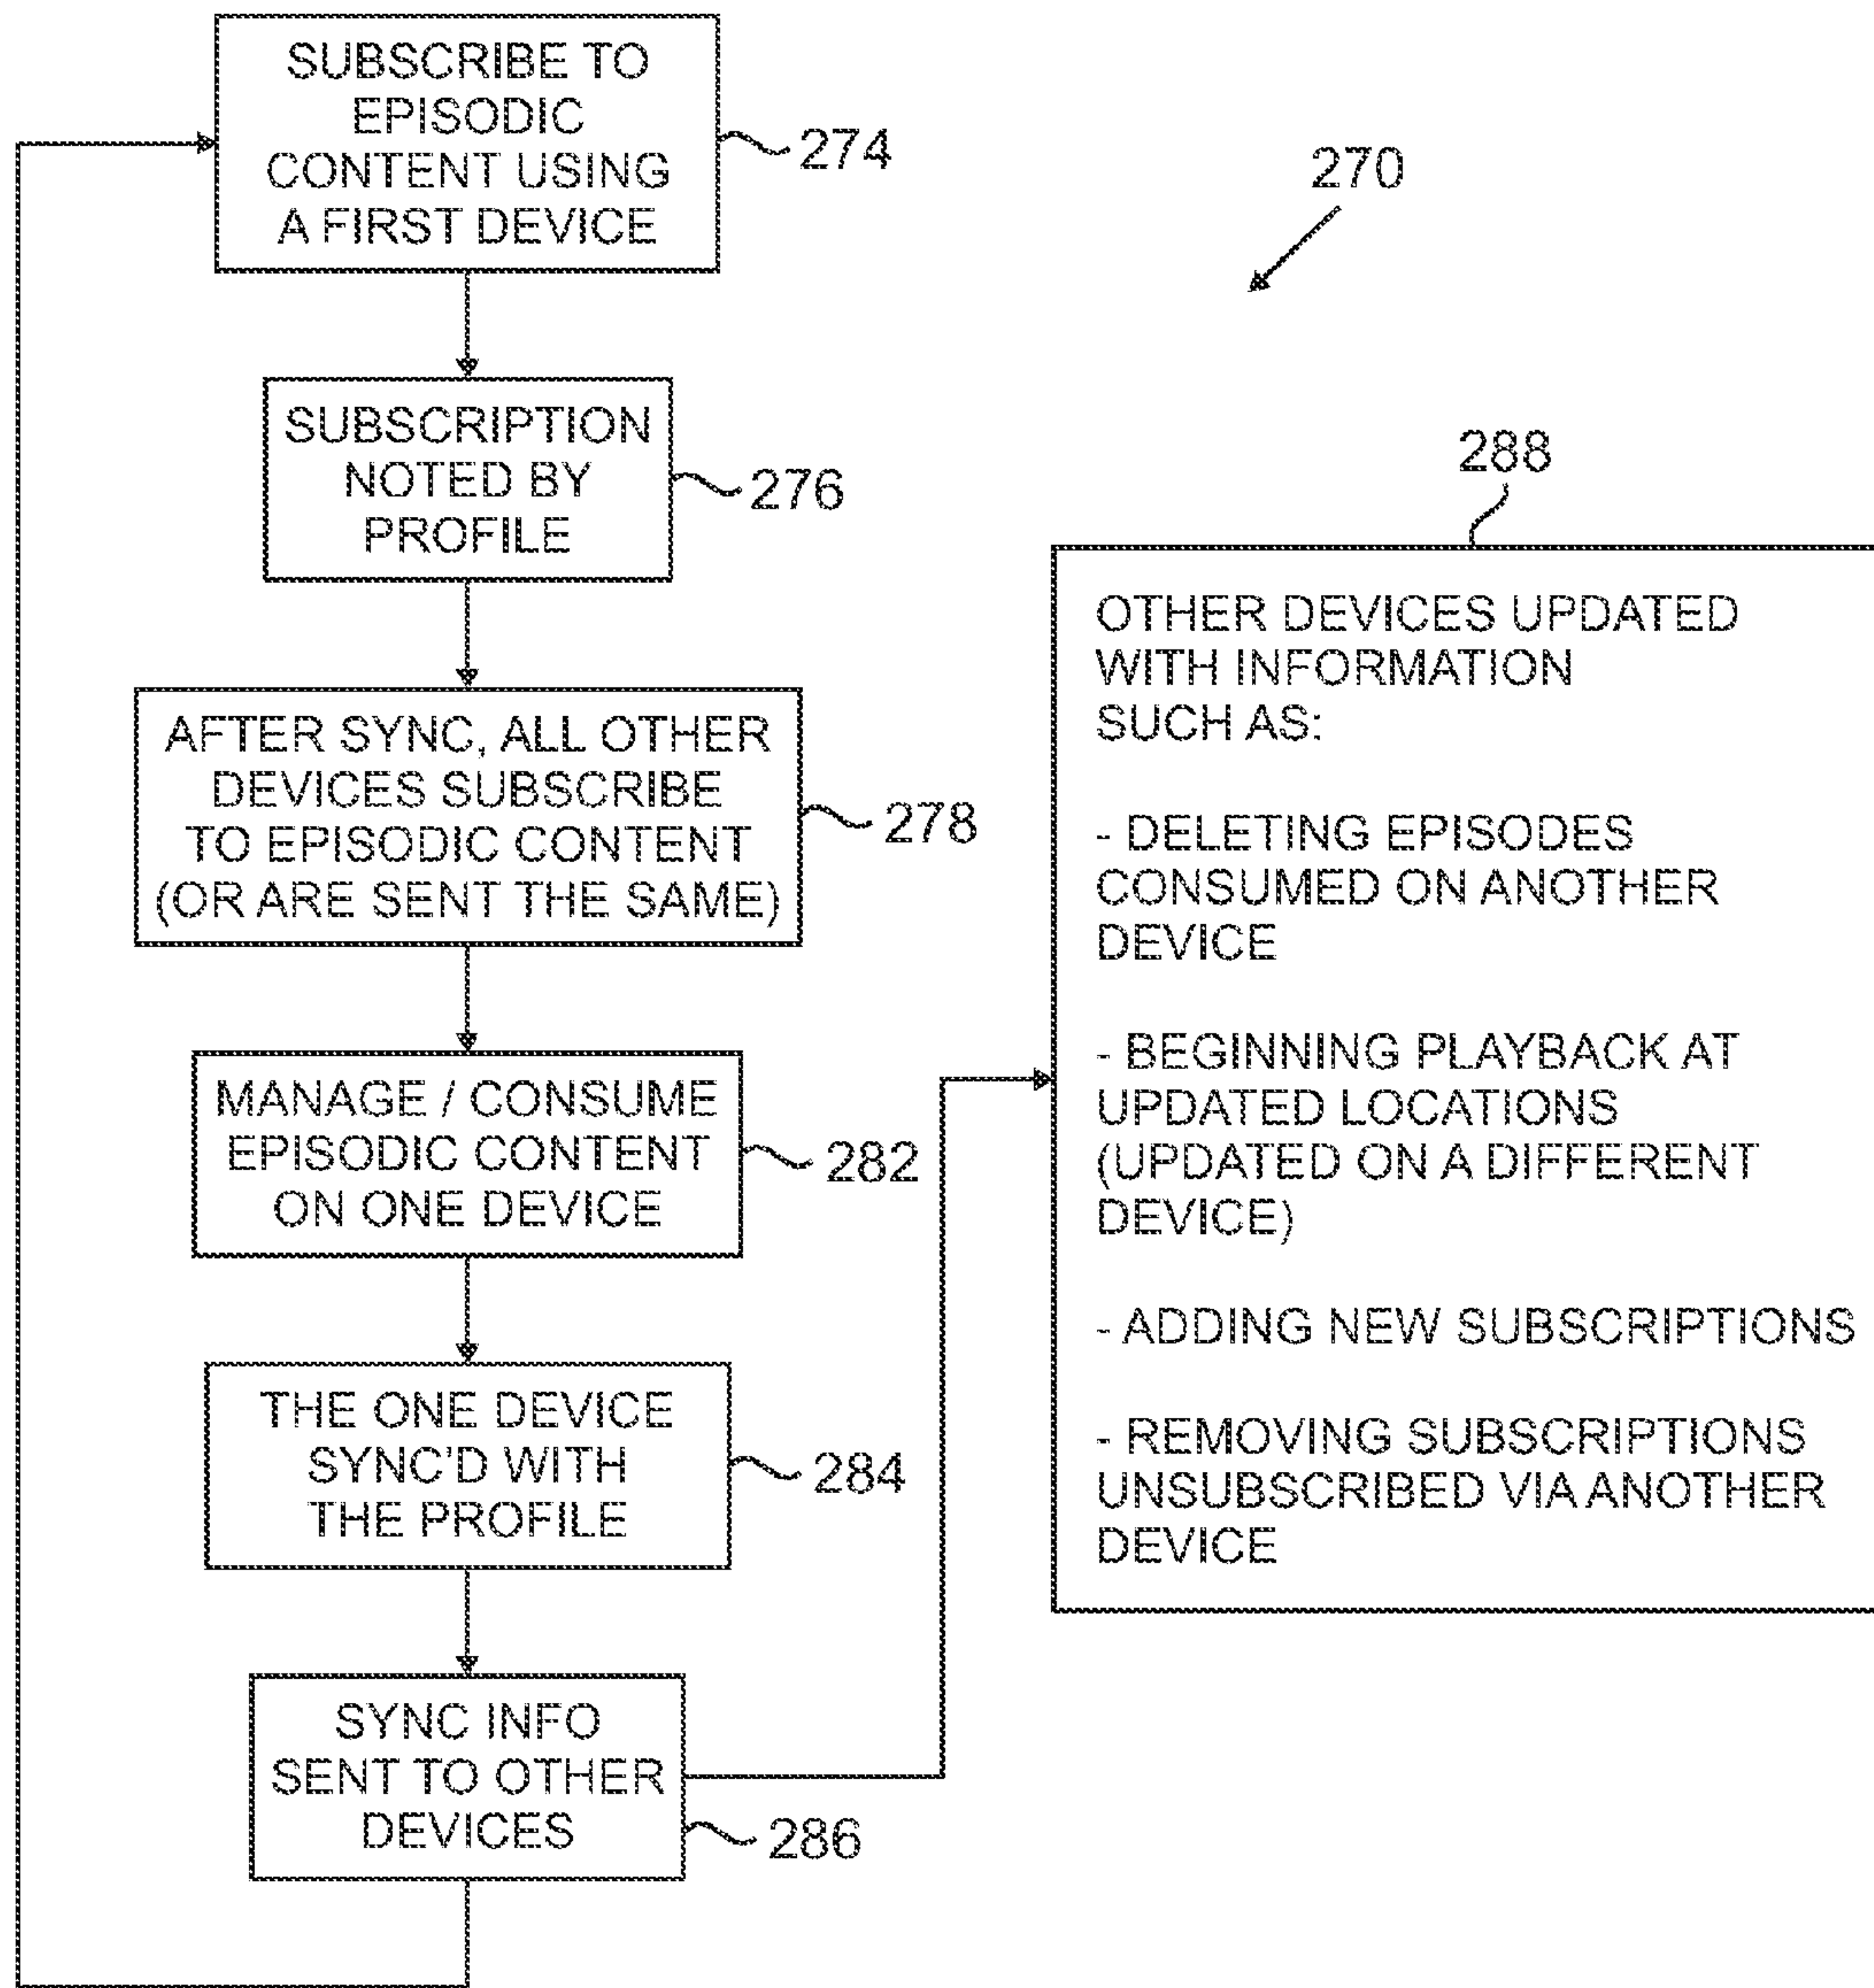 SUBSCRIBE TO
EPISODIC
CONTENT USING
A FIRST DEVICE
274
270
SUBSCRIPTION
NOTED BY
PROFILE
276
AFTER SYNC, ALL OTHER
DEVICES SUBSCRIBE
TO EPISODIC CONTENT
(OR ARE SENT THE SAME)
278
MANAGE / CONSUME
EPISODIC CONTENT
ON ONE DEVICE
282
THE ONE DEVICE
SYNC'D WITH
THE PROFILE
284
SYNC INFO
SENT TO OTHER
DEVICES
286
288
OTHER DEVICES UPDATED
WITH INFORMATION
SUCH AS:
- DELETING EPISODES
CONSUMED ON ANOTHER
DEVICE
- BEGINNING PLAYBACK AT
UPDATED LOCATIONS
(UPDATED ON A DIFFERENT
DEVICE)
- ADDING NEW SUBSCRIPTIONS
- REMOVING SUBSCRIPTIONS
UNSUBSCRIBED VIA ANOTHER
DEVICE